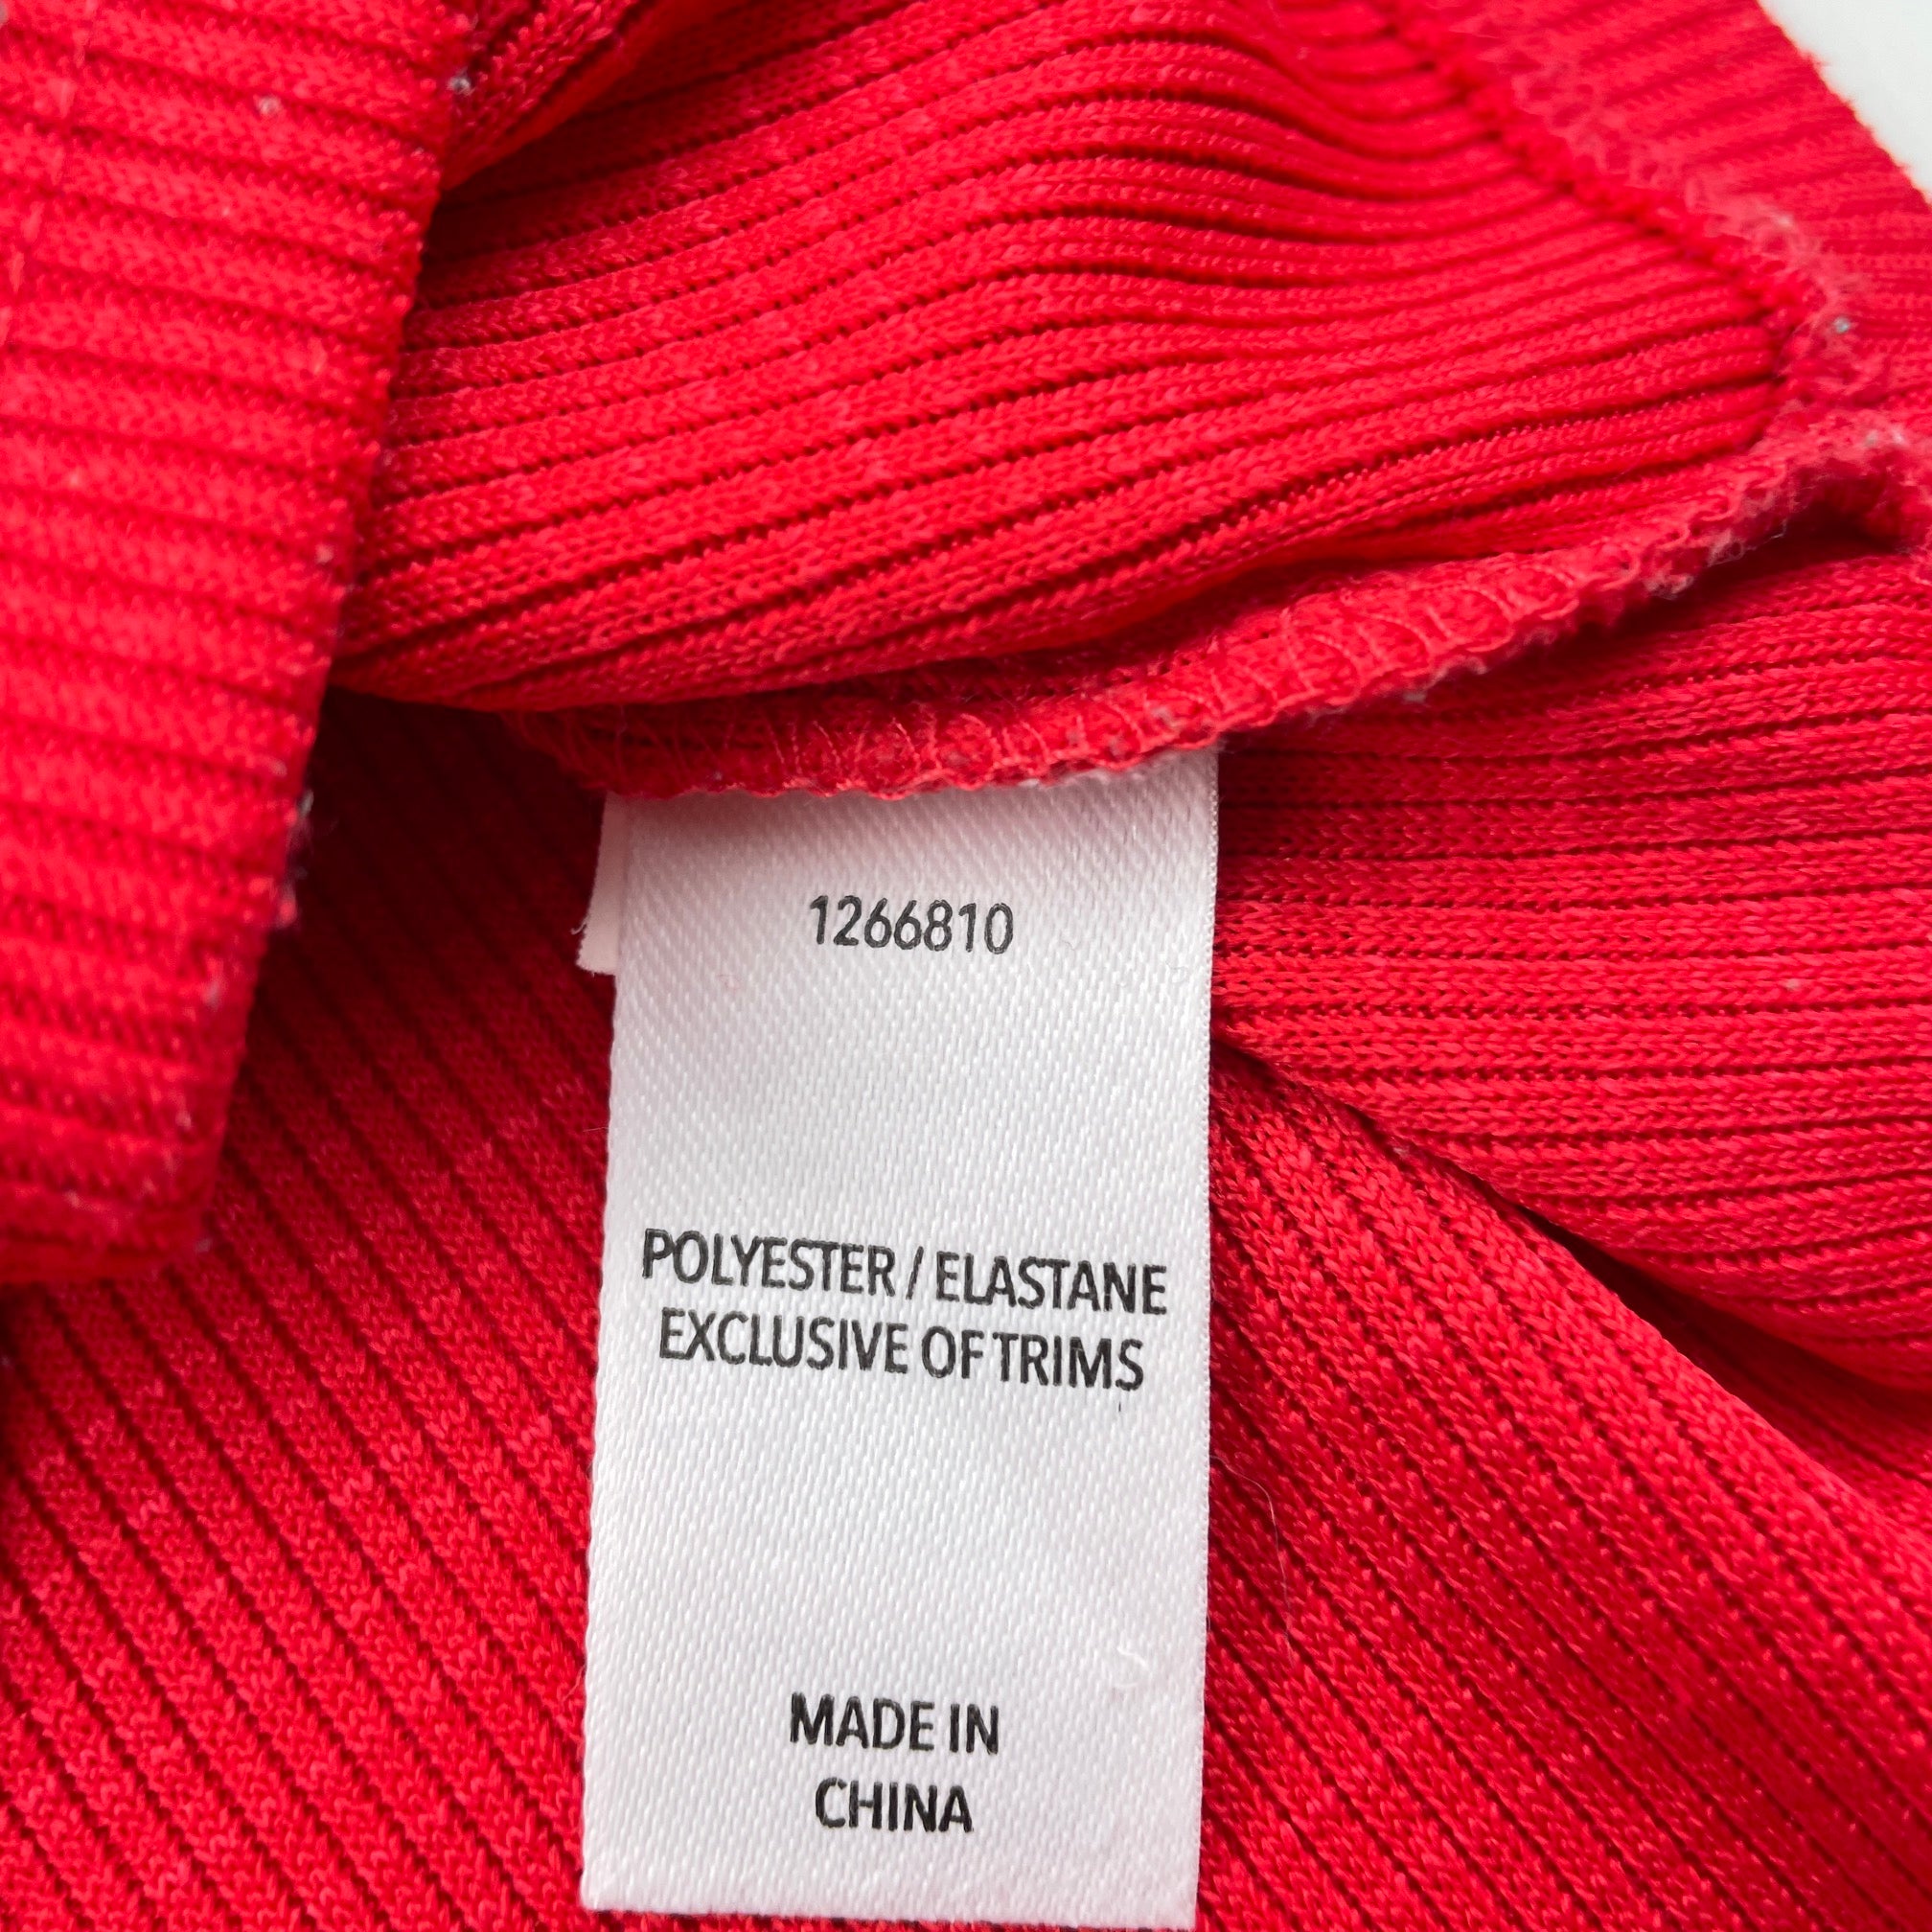 1266810
POLYESTER / ELASTANE
EXCLUSIVE OF TRIMS
MADE IN
CHINA